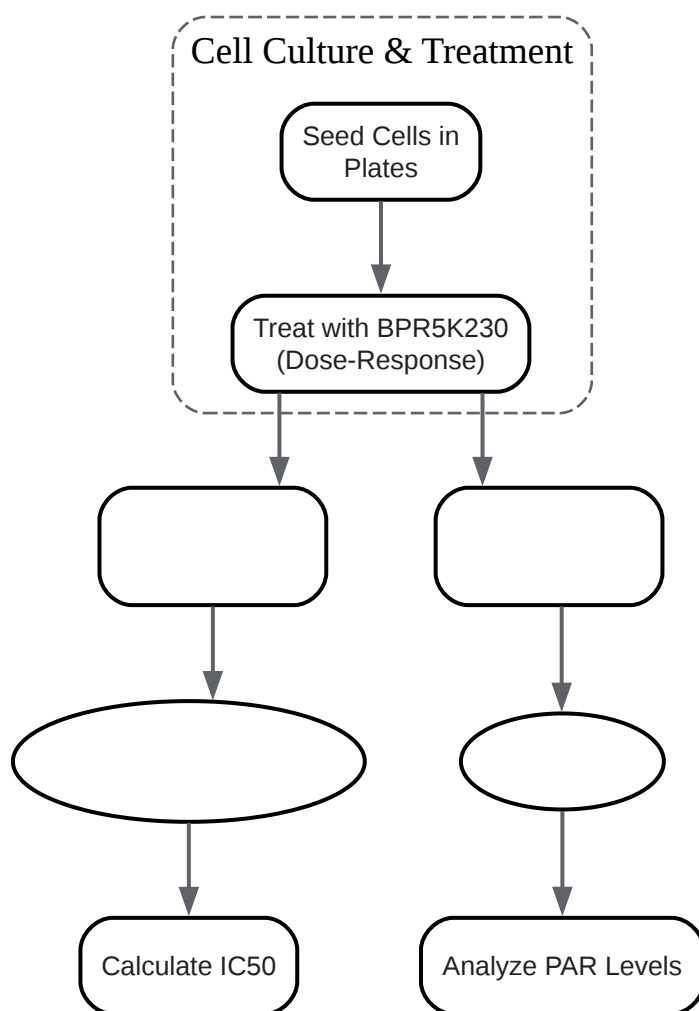 Cell Culture & Treatment
Seed Cells in
Plates
Treat with BPR5K230
(Dose-Response)
Calculate IC50
Analyze PAR Levels